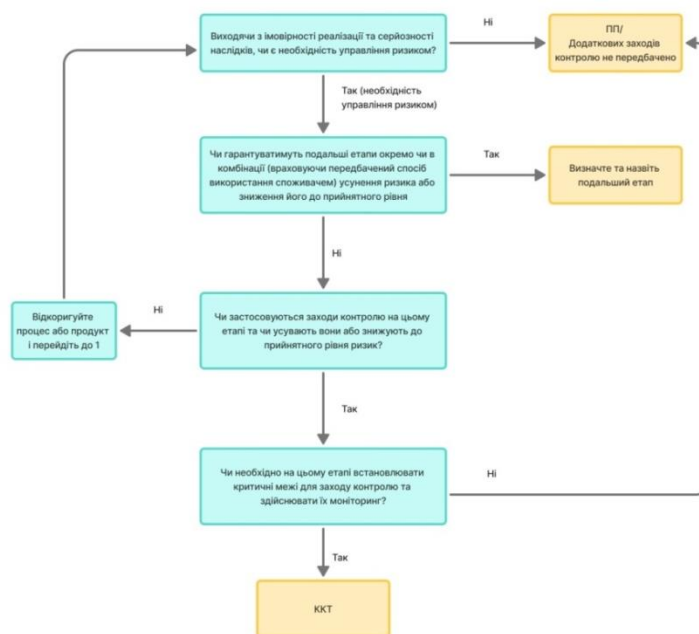 Виходячи з імовірності реалізації та серйозності
наслідків, чи є необхідність управління ризиком?
Ні
ПП/
Додаткових заходів
контролю не передбачено
Так (необхідність
управління ризиком)
Чи гарантуватимуть подальші етапи окремо чи в
комбінації (враховуючи передбачений спосіб
використання споживачем) усунення ризика або
зниження його до прийнятного рівня
Так
Визначте та назвіть
подальший етап
Ні
Відкоригуйте
процес або продукт
і перейдіть до 1
Ні
Чи застосовуються заходи контролю на цьому
етапі та чи усувають вони або знижують до
прийнятного рівня ризик?
Так
Чи необхідно на цьому етапі встановлювати
критичні межі для заходу контролю та
здійснювати їх моніторинг?
Ні
Так
ККТ